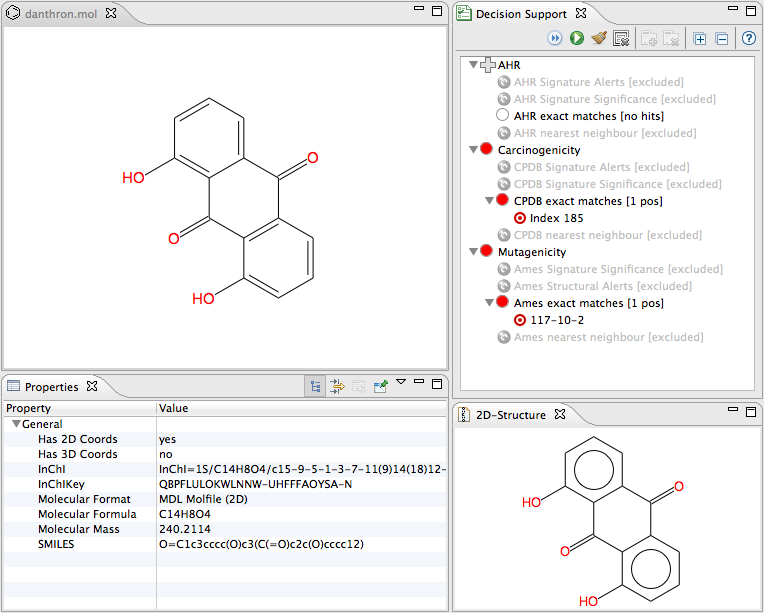 danthron.mol
HO
O
O
HO
Decision Support
AHR
AHR Signature Alerts [excluded]
AHR Signature Significance [excluded]
AHR exact matches [no hits]
AHR nearest neighbour [excluded]
Carcinogenicity
CPDB Signature Alerts [excluded]
CPDB Signature Significance [excluded]
CPDB exact matches [1 pos]
Index 185
CPDB nearest neighbour [excluded]
Mutagenicity
Ames Signature Significance [excluded]
Ames Structural Alerts [excluded]
Ames exact matches [1 pos]
117-10-2
Ames nearest neighbour [excluded]
Properties
Property Value
General
Has 2D Coords yes
Has 3D Coords no
InChI InChI=1S/C14H8O4/c15-9-5-1-3-7-11(9)14(18)12-
InChIKey QBPFLULOKWLNNW-UHFFFAOYSA-N
Molecular Format MDL Molfile (2D)
Molecular Formula C14H8O4
Molecular Mass 240.2114
SMILES O=C1c3cccc(O)c3(C(=O)c2c(O)cccc12)
2D-Structure
HO
O
O
HO